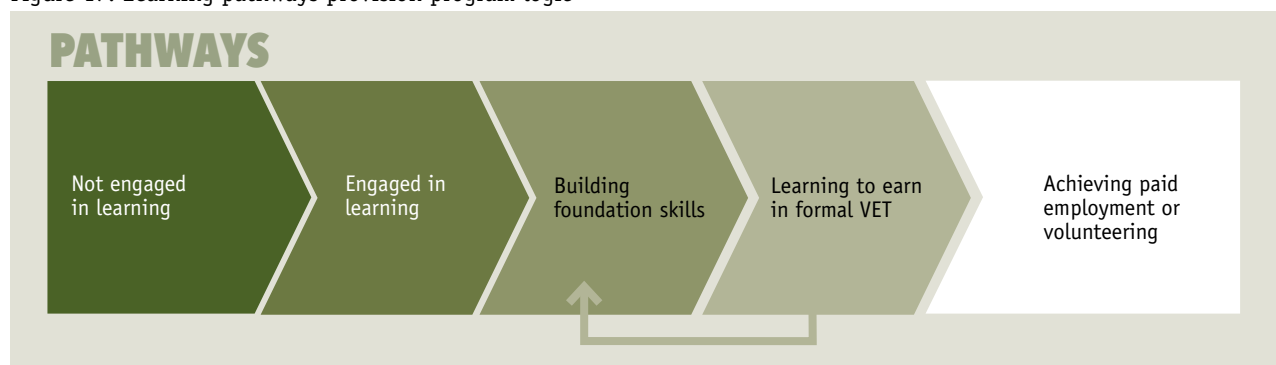 PATHWAYS
Not engaged
in learning
Engaged in
learning
Building
foundation skills
Learning to earn
in formal VET
Achieving paid
employment or
volunteering